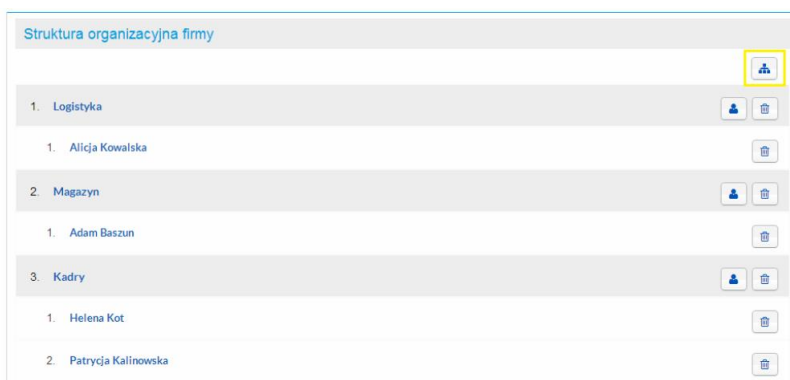 Struktura organizacyjna firmy
1. Logistyka
1. Alicja Kowalska
2. Magazyn
1. Adam Baszun
3. Kadry
1. Helena Kot
2. Patrycja Kalinowska